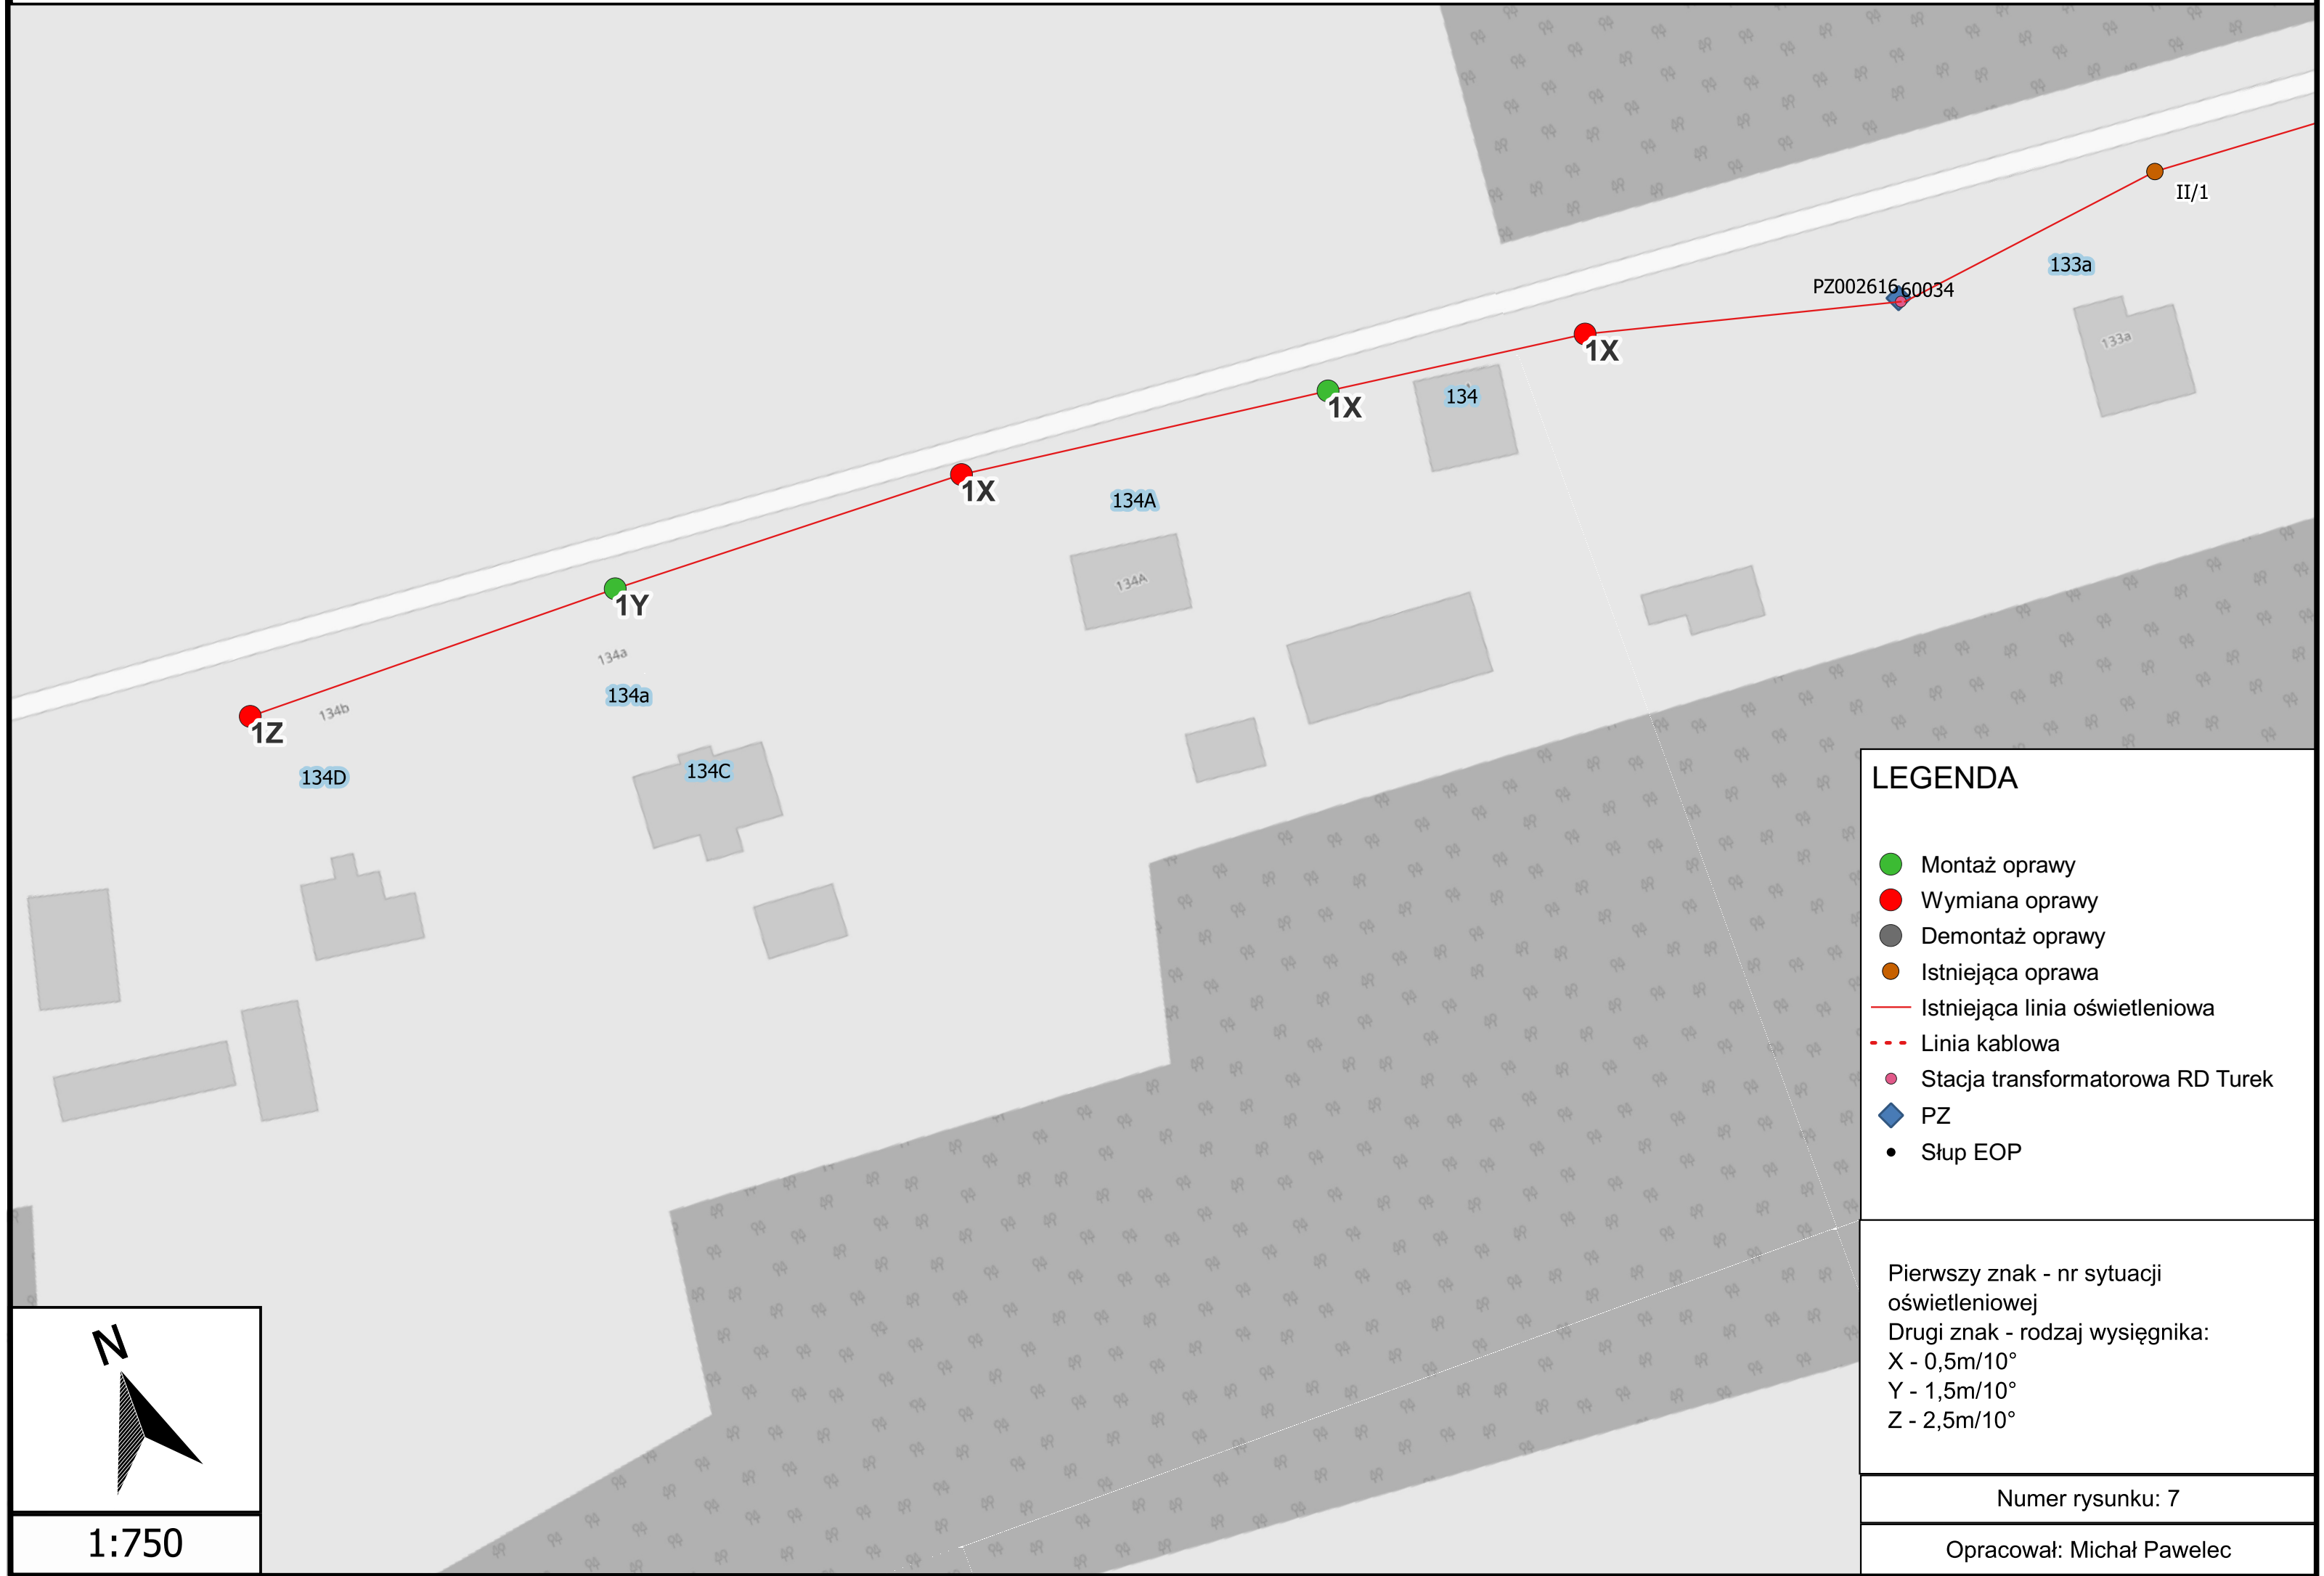 II/1
133a
PZ002616
60034
133a
1X
1X
134
1X
134A
134A
1Y
134a
134a
134b
1Z
134D
134C
LEGENDA
Montaż oprawy
Wymiana oprawy
Demontaż oprawy
Istniejąca oprawa
Istniejąca linia oświetleniowa
Linia kablowa
Stacja transformatorowa RD Turek
PZ
Słup EOP
Pierwszy znak - nr sytuacji
oświetleniowej
Drugi znak - rodzaj wysięgnika:
X - 0,5m/10°
Y - 1,5m/10°
Z - 2,5m/10°
Numer rysunku: 7
Opracował: Michał Pawelec
N
1:750